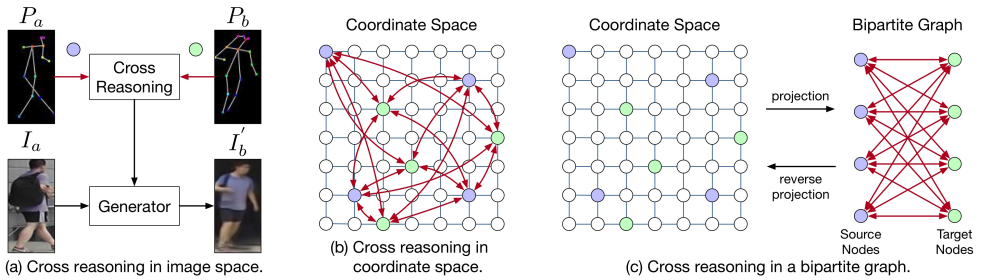 P_a
P_b
Cross
Reasoning
I_a
I_b'
Generator
(a) Cross reasoning in image space.
Coordinate Space
(b) Cross reasoning in
coordinate space.
Coordinate Space
projection
reverse
projection
Bipartite Graph
Source
Nodes
Target
Nodes
(c) Cross reasoning in a bipartite graph.